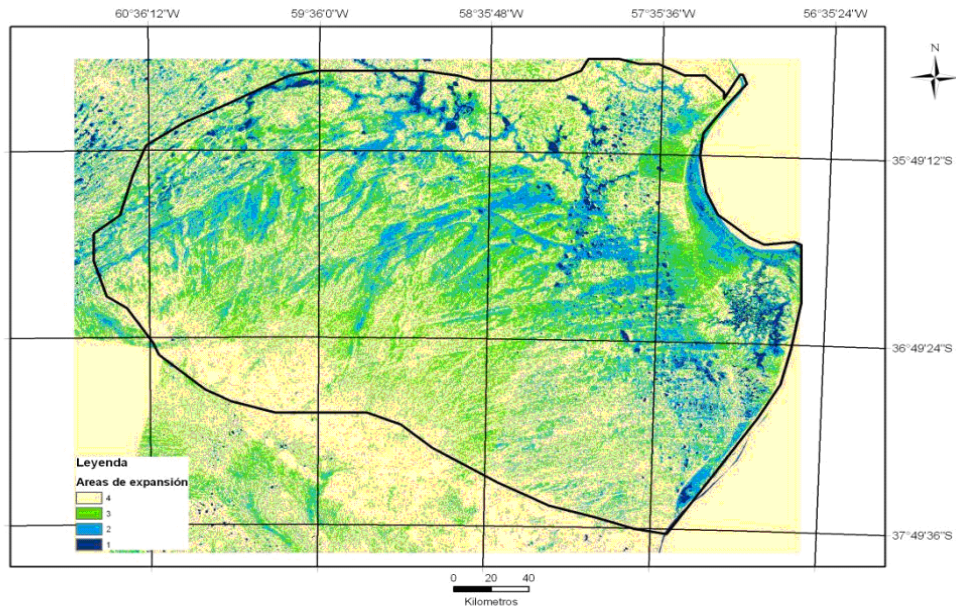 60°36'12"W 59°36'0"W 58°35'48"W 57°35'36"W 56°35'24"W
N
35°49'12"S
36°49'24"S
37°49'36"S
Leyenda
Areas de expansión
4
3
2
1
0 20 40
Kilometros